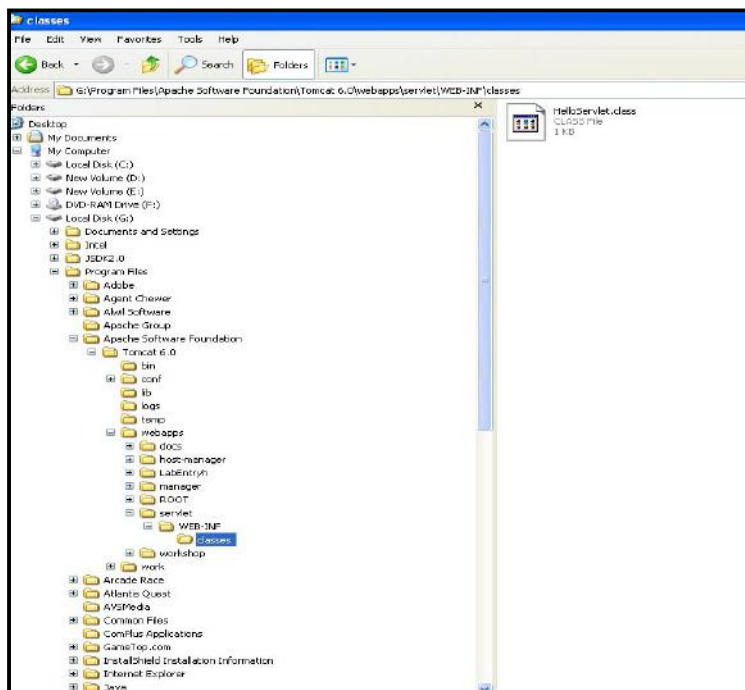 classes
File Edit View Favorites Tools Help
Back Search Folders
Address G:\Program Files\Apache Software Foundation\Tomcat 6.0\webapps\servlet\WEB-INF\classes
Folders
Desktop
My Documents
My Computer
Local Disk (C:)
New Volume (D:)
New Volume (E:)
DVD-RAM Drive (F:)
Local Disk (G:)
Documents and Settings
Intel
JSDK2.0
Program Files
Adobe
Agent Chewer
Alwil Software
Apache Group
Apache Software Foundation
Tomcat 6.0
bin
conf
lib
logs
temp
webapps
docs
host-manager
LabEntryh
manager
ROOT
servlet
WEB-INF
classes
workshop
work
Arcade Race
Atlantis Quest
AVSMedia
Common Files
ComPlus Applications
GameTop.com
InstallShield Installation Information
Internet Explorer
Java
HelloServlet.class
CLASS File
1 KB